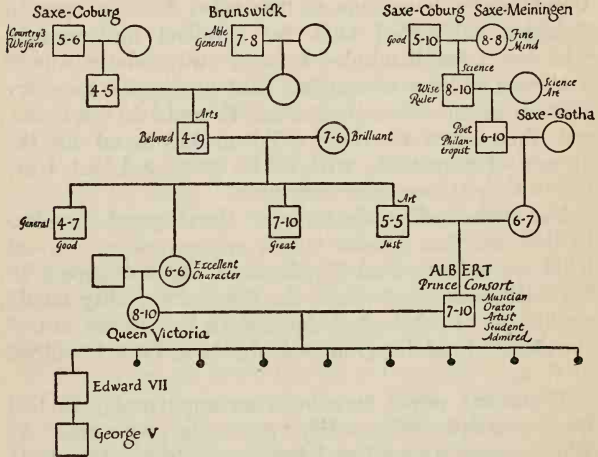 Saxe-Coburg
Brunswick
Saxe-Coburg Saxe-Meiningen
Country's
Welfare
5-6
Able
General
7-8
Good
5-10
8-8
Fine
Mind
4-5
Science
Wise
Ruler
8-10
Science
Art
Saxe-Gotha
Arts
Beloved
4-9
7-6
Brilliant
Poet
Philan-
tropist
6-10
General
4-7
Good
7-10
Great
Art
5-5
Just
6-7
6-6
Excellent
Character
ALBERT
Prince Consort
8-10
7-10
Musician
Orator
Artist
Student
Admired
Queen Victoria
Edward VII
George V